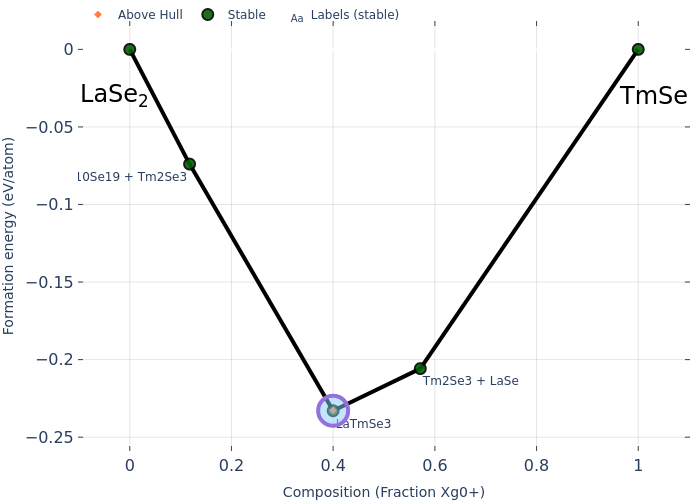 Above Hull Stable Aa Labels (stable)
0
−0.05
−0.1
−0.15
−0.2
−0.25
Formation energy (eV/atom)
LaSe2
TmSe
10Se19 + Tm2Se3
Tm2Se3 + LaSe
LaTmSe3
0 0.2 0.4 0.6 0.8 1
Composition (Fraction Xg0+)